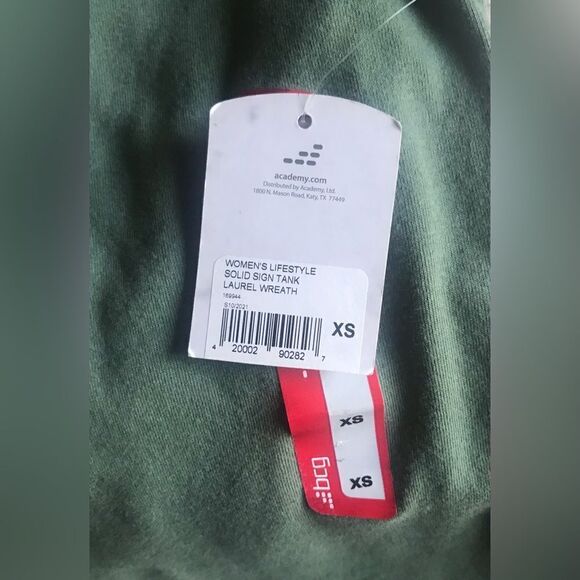 academy.com
Distributed by Academy, Ltd.
1800 N. Mason Road, Katy, TX 77449
WOMEN'S LIFESTYLE
SOLID SIGN TANK
LAUREL WREATH
169944
S10/2021
XS
4 20002 90282 7
XS
bcg
XS